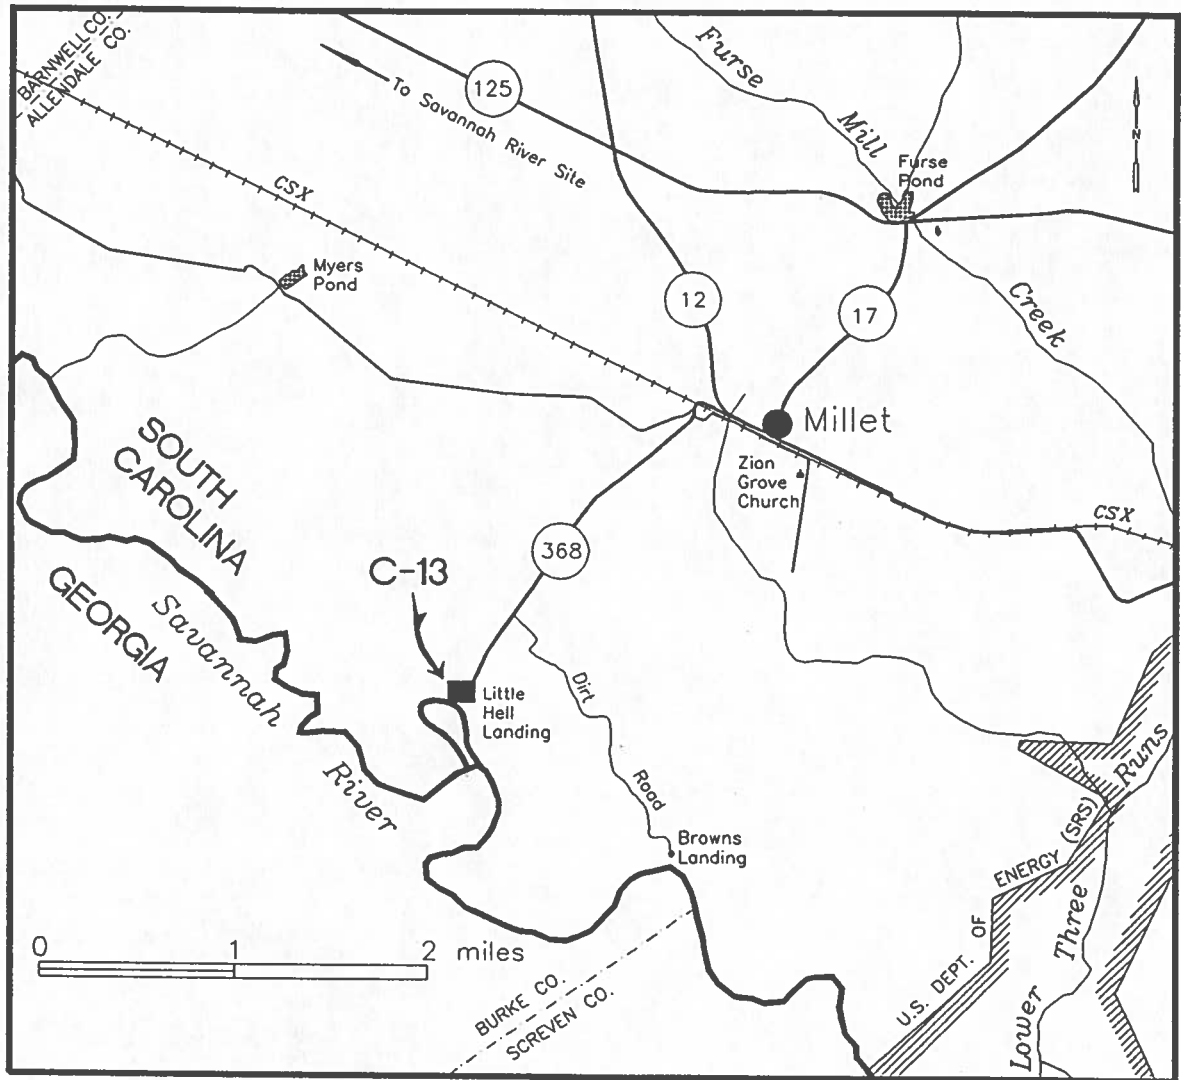 BARNWELL CO.
ALLENDALE CO.
125
To Savannah River Site
Furse
Mill
Creek
Furse
Pond
N
CSX
Myers
Pond
12
17
Millet
Zion
Grove
Church
CSX
SOUTH
CAROLINA
GEORGIA
Savannah
River
368
C-13
Little
Hell
Landing
Dirt
Road
Browns
Landing
U.S. DEPT. OF ENERGY (SRS)
Lower Three Runs
0 1 2 miles
BURKE CO.
SCREVEN CO.